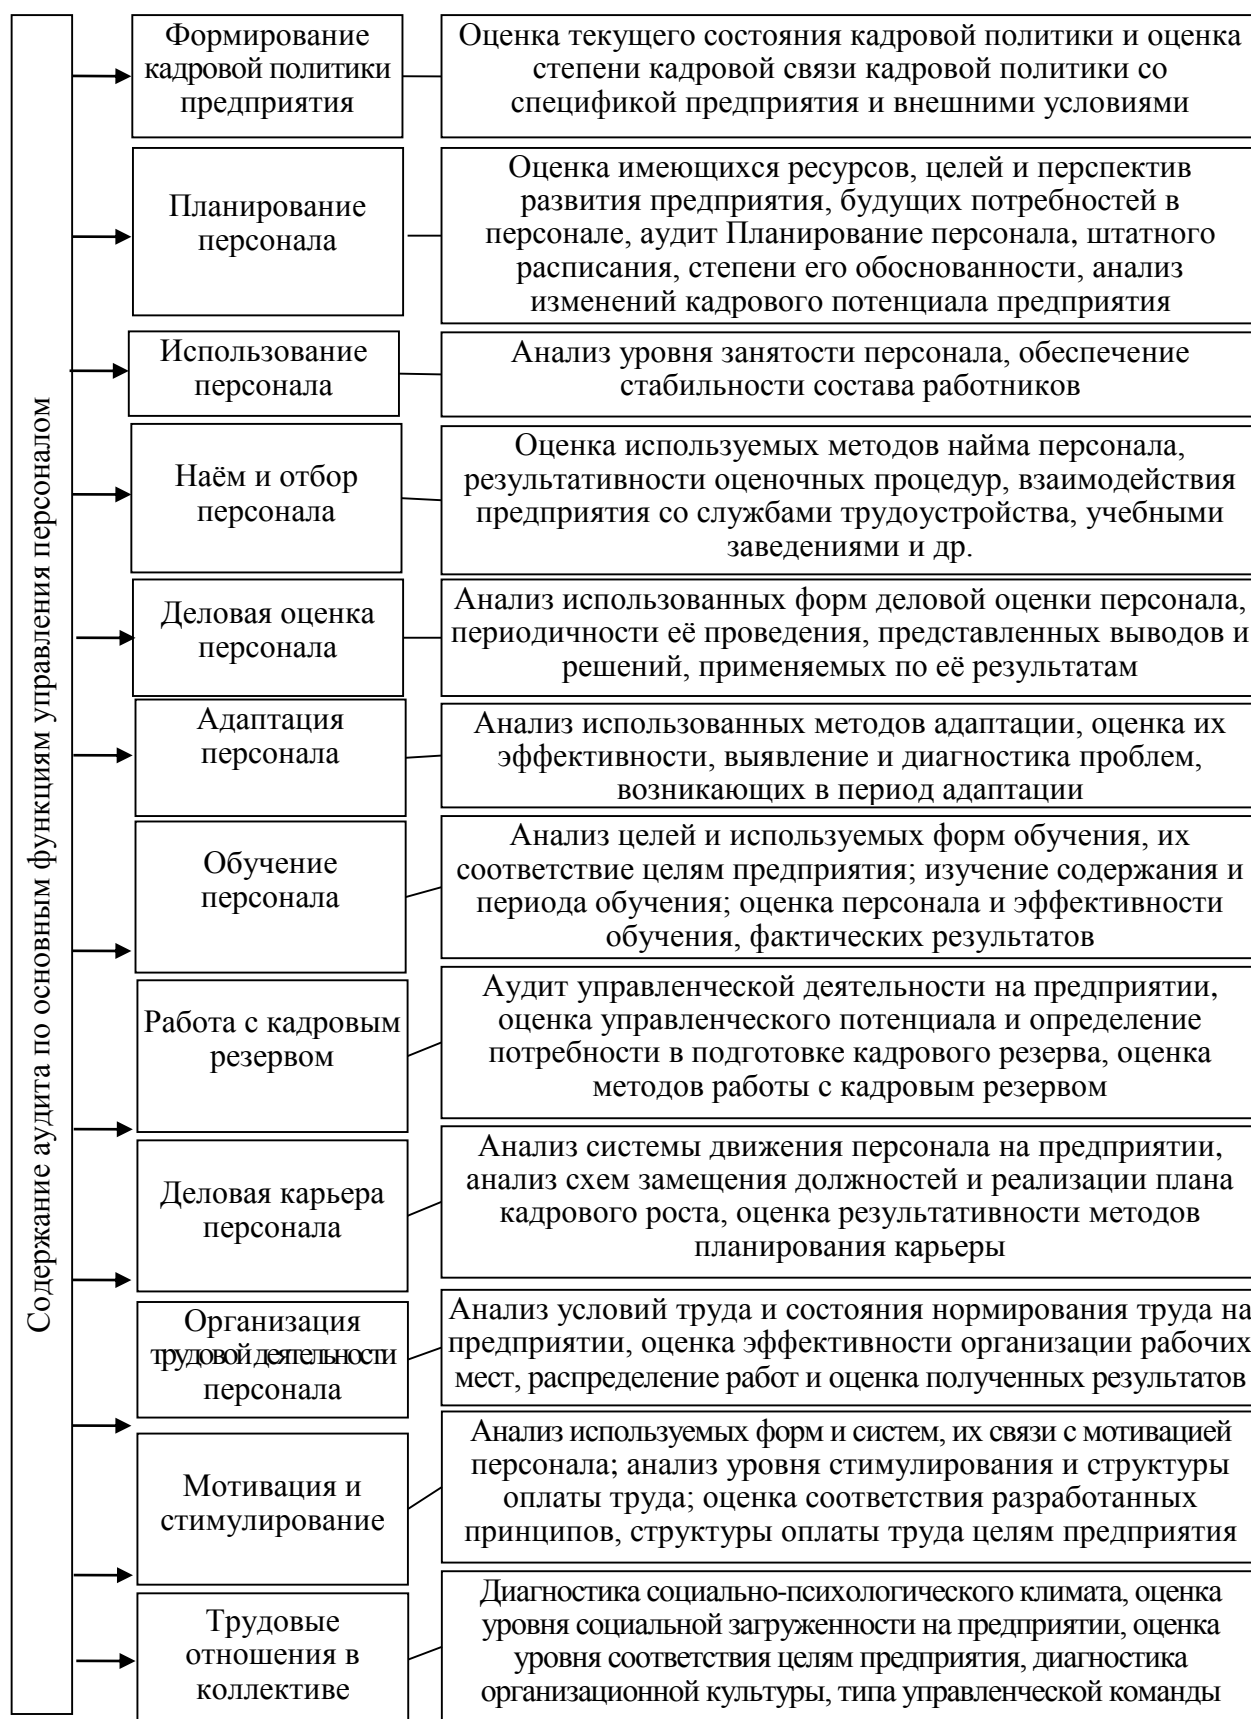 Содержание аудита по основным функциям управления персоналом
Формирование
кадровой политики
предприятия
Оценка текущего состояния кадровой политики и оценка
степени кадровой связи кадровой политики со
спецификой предприятия и внешними условиями
Планирование
персонала
Оценка имеющихся ресурсов, целей и перспектив
развития предприятия, будущих потребностей в
персонале, аудит Планирование персонала, штатного
расписания, степени его обоснованности, анализ
изменений кадрового потенциала предприятия
Использование
персонала
Анализ уровня занятости персонала, обеспечение
стабильности состава работников
Наём и отбор
персонала
Оценка используемых методов найма персонала,
результативности оценочных процедур, взаимодействия
предприятия со службами трудоустройства, учебными
заведениями и др.
Деловая оценка
персонала
Анализ использованных форм деловой оценки персонала,
периодичности её проведения, представленных выводов и
решений, применяемых по её результатам
Адаптация
персонала
Анализ использованных методов адаптации, оценка их
эффективности, выявление и диагностика проблем,
возникающих в период адаптации
Обучение
персонала
Анализ целей и используемых форм обучения, их
соответствие целям предприятия; изучение содержания и
периода обучения; оценка персонала и эффективности
обучения, фактических результатов
Работа с кадровым
резервом
Аудит управленческой деятельности на предприятии,
оценка управленческого потенциала и определение
потребности в подготовке кадрового резерва, оценка
методов работы с кадровым резервом
Деловая карьера
персонала
Анализ системы движения персонала на предприятии,
анализ схем замещения должностей и реализации плана
кадрового роста, оценка результативности методов
планирования карьеры
Организация
трудовой деятельности
персонала
Анализ условий труда и состояния нормирования труда на
предприятии, оценка эффективности организации рабочих
мест, распределение работ и оценка полученных результатов
Мотивация и
стимулирование
Анализ используемых форм и систем, их связи с мотивацией
персонала; анализ уровня стимулирования и структуры
оплаты труда; оценка соответствия разработанных
принципов, структуры оплаты труда целям предприятия
Трудовые
отношения в
коллективе
Диагностика социально-психологического климата, оценка
уровня социальной загруженности на предприятии, оценка
уровня соответствия целям предприятия, диагностика
организационной культуры, типа управленческой команды